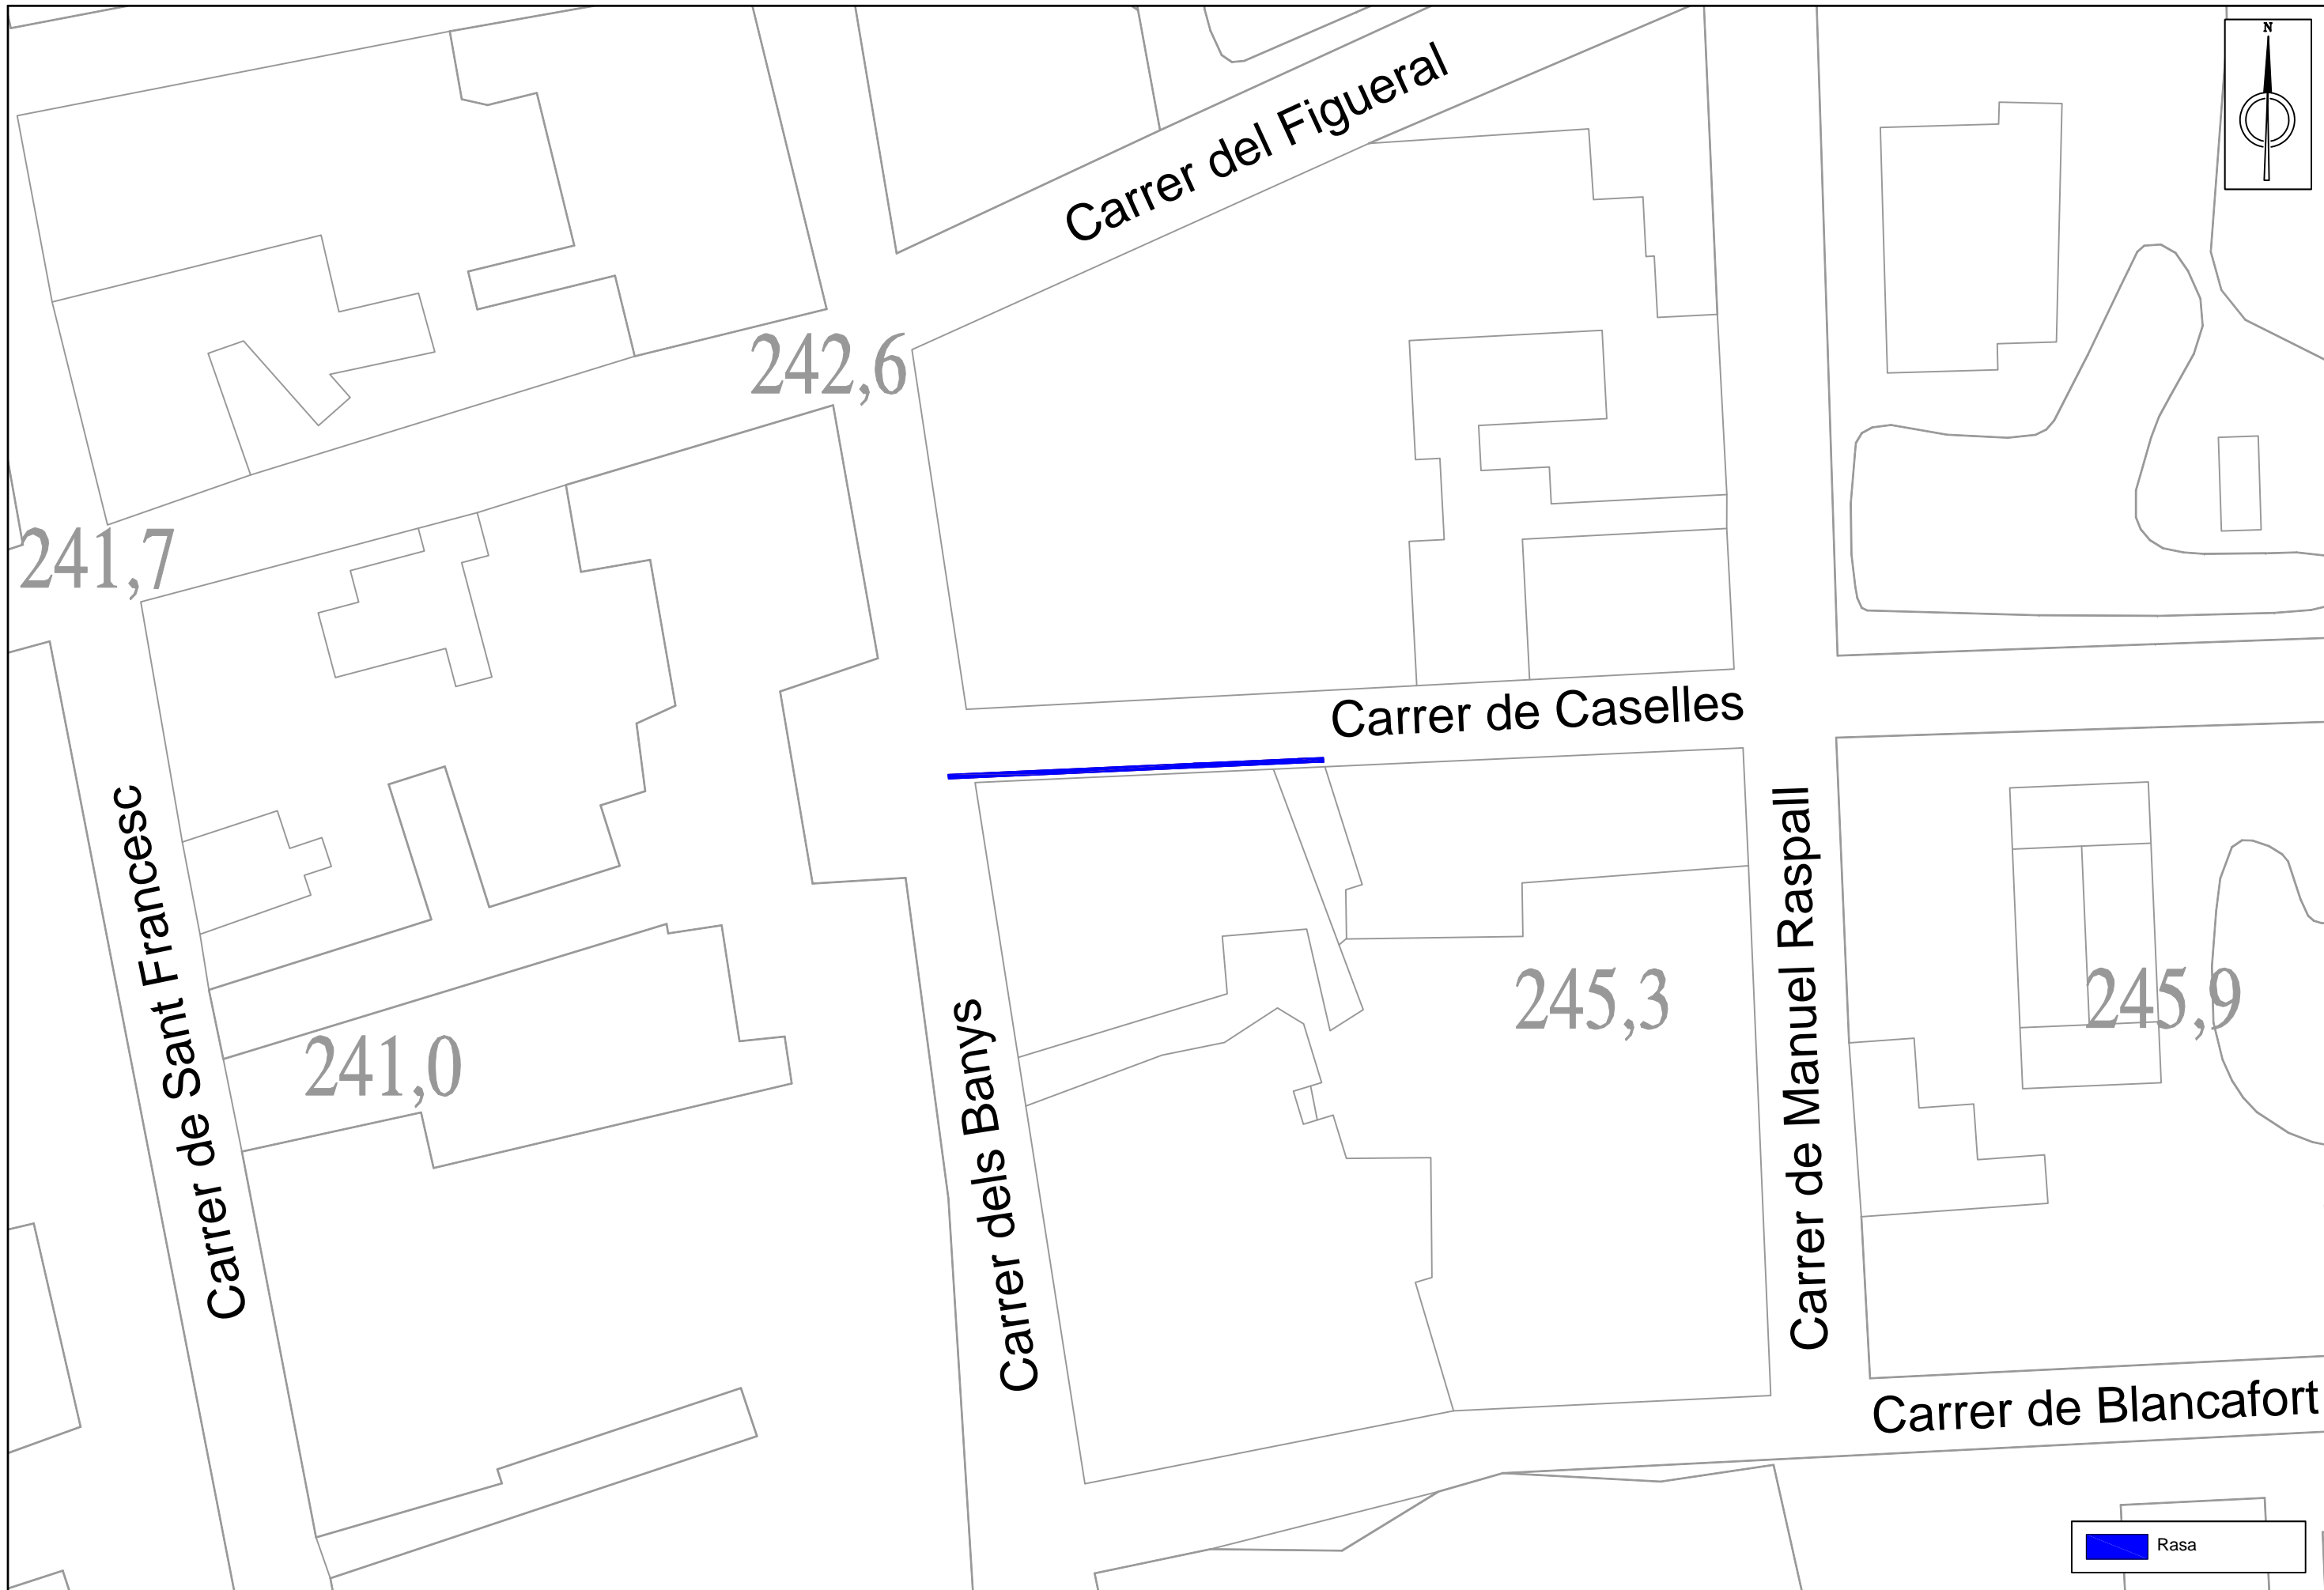 N
Carrer del Figueral
242,6
241,7
Carrer de Caselles
Carrer de Sant Francesc
Carrer dels Banys
Carrer de Manuel Raspall
245,3
245,9
241,0
Carrer de Blancafort
Rasa